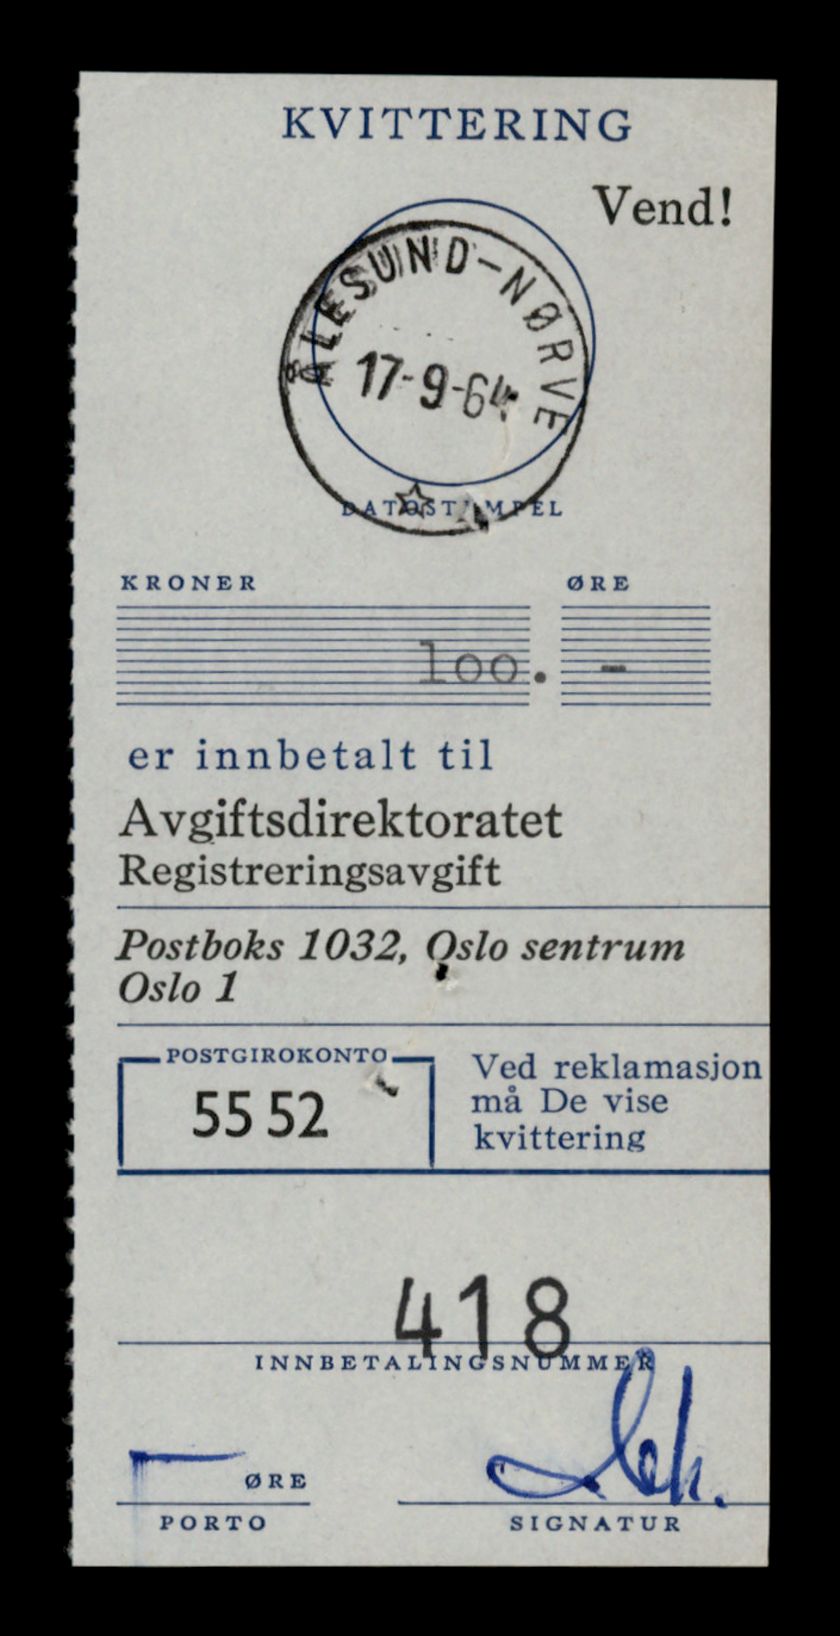 KVITTERING
Vend!
ÅLESUND-NØRVE
17-9-64
DATOSTEMPEL
KRONER ØRE
100. -
er innbetalt til
Avgiftsdirektoratet
Registreringsavgift
Postboks 1032, Oslo sentrum
Oslo 1
POSTGIROKONTO
55 52
Ved reklamasjon
må De vise
kvittering
418
INNBETALINGSNUMMER
ØRE
PORTO
SIGNATUR